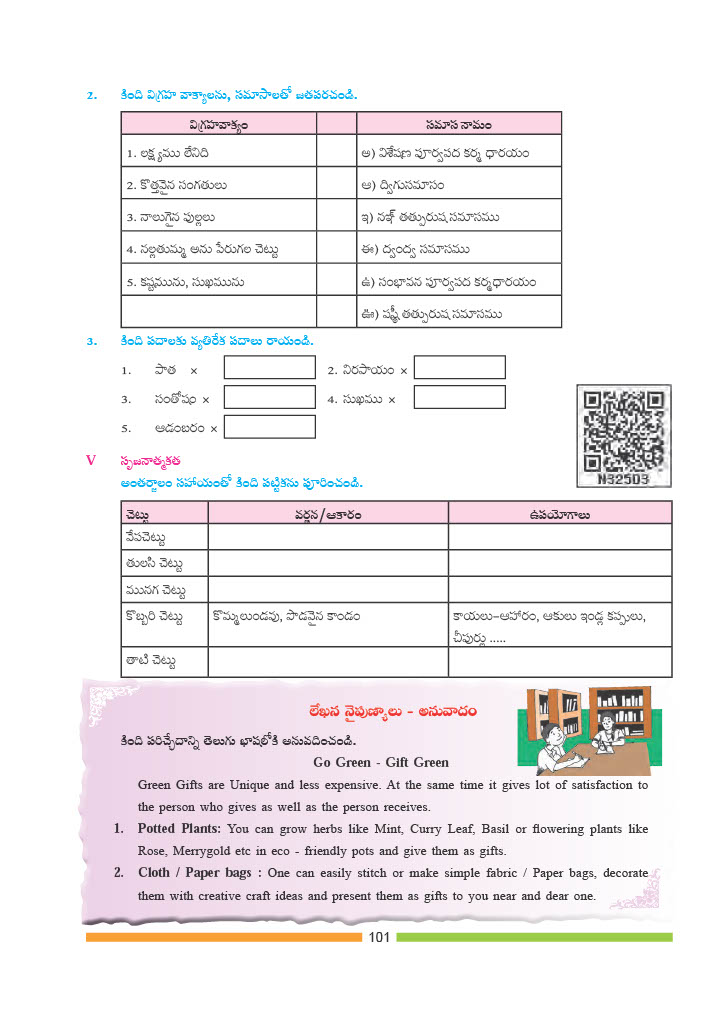 2. కింది విగ్రహ వాక్యాలను, సమాసాలతో జతపరచండి.
విగ్రహవాక్యం సమాస నామం
1. లక్ష్యము లేనిది అ) విశేషణ పూర్వపద కర్మ ధారయం
2. కొత్తవైన సంగతులు ఆ) ద్విగుసమాసం
3. నాలుగైన పుల్లలు ఇ) నఞ్ తత్పురుష సమాసము
4. నల్లతుమ్మ అను పేరుగల చెట్టు ఈ) ద్వంద్వ సమాసము
5. కష్టమును, సుఖమును ఉ) సంభావన పూర్వపద కర్మధారయం
ఊ) షష్ఠీ తత్పురుష సమాసము
3. కింది పదాలకు వ్యతిరేక పదాలు రాయండి.
1. పాత × 2. నిరపాయం ×
3. సంతోషం × 4. సుఖము ×
5. ఆడంబరం ×
N32503
V సృజనాత్మకత
అంతర్జాలం సహాయంతో కింది పట్టికను పూరించండి.
చెట్టు వర్ణన/ఆకారం ఉపయోగాలు
వేపచెట్టు
తులసి చెట్టు
మునగ చెట్టు
కొబ్బరి చెట్టు కొమ్మలుండవు, పొడవైన కాండం కాయలు–ఆహారం, ఆకులు ఇండ్ల కప్పులు,
చీపుర్లు .....
తాటి చెట్టు
లేఖన నైపుణ్యాలు - అనువాదం
కింది పరిచ్ఛేదాన్ని తెలుగు భాషలోకి అనువదించండి.
Go Green - Gift Green
Green Gifts are Unique and less expensive. At the same time it gives lot of satisfaction to
the person who gives as well as the person receives.
1. Potted Plants: You can grow herbs like Mint, Curry Leaf, Basil or flowering plants like
Rose, Merrygold etc in eco - friendly pots and give them as gifts.
2. Cloth / Paper bags : One can easily stitch or make simple fabric / Paper bags, decorate
them with creative craft ideas and present them as gifts to you near and dear one.
101